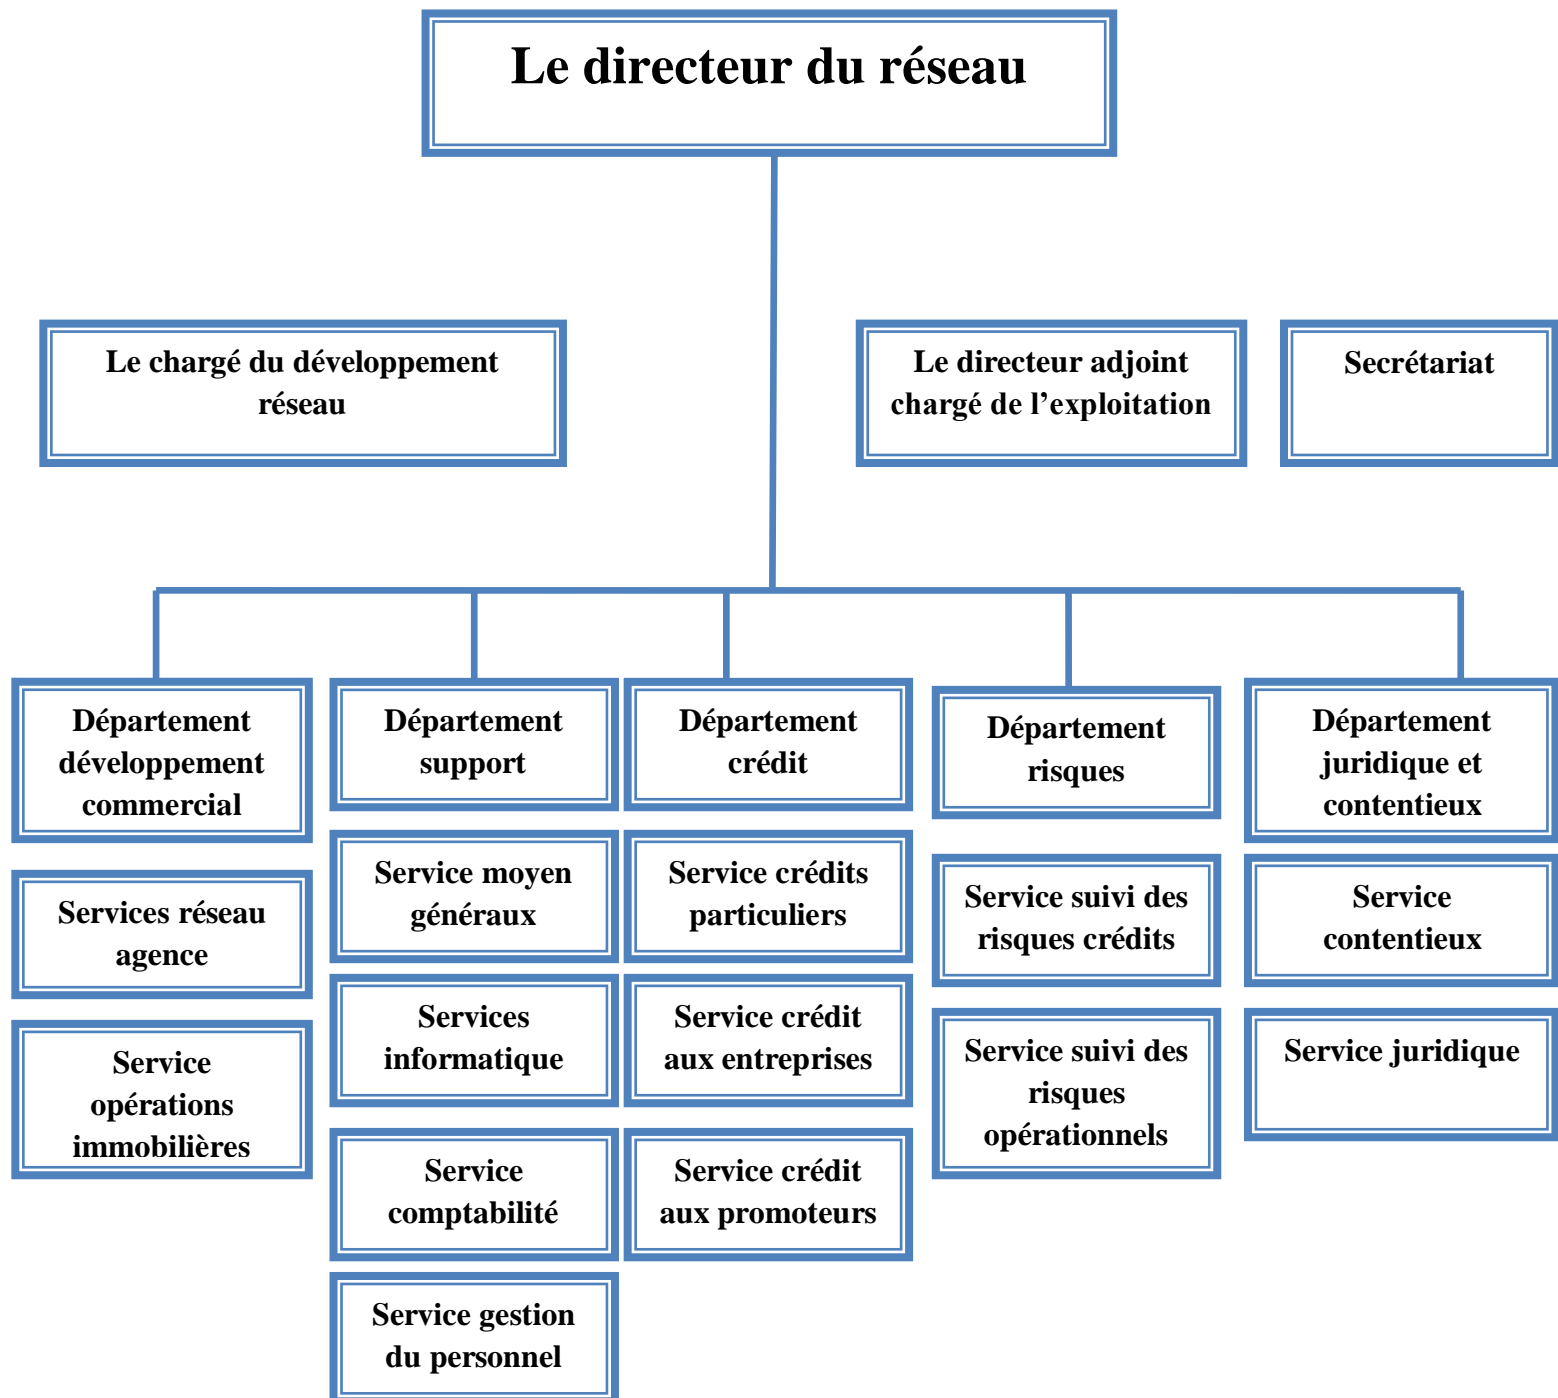 Le directeur du réseau
Le chargé du développement
réseau
Le directeur adjoint
chargé de l’exploitation
Secrétariat
Département
développement
commercial
Département
support
Département
crédit
Département
risques
Département
juridique et
contentieux
Services réseau
agence
Service
opérations
immobilières
Service moyen
généraux
Services
informatique
Service
comptabilité
Service gestion
du personnel
Service crédits
particuliers
Service crédit
aux entreprises
Service crédit
aux promoteurs
Service suivi des
risques crédits
Service suivi des
risques
opérationnels
Service
contentieux
Service juridique